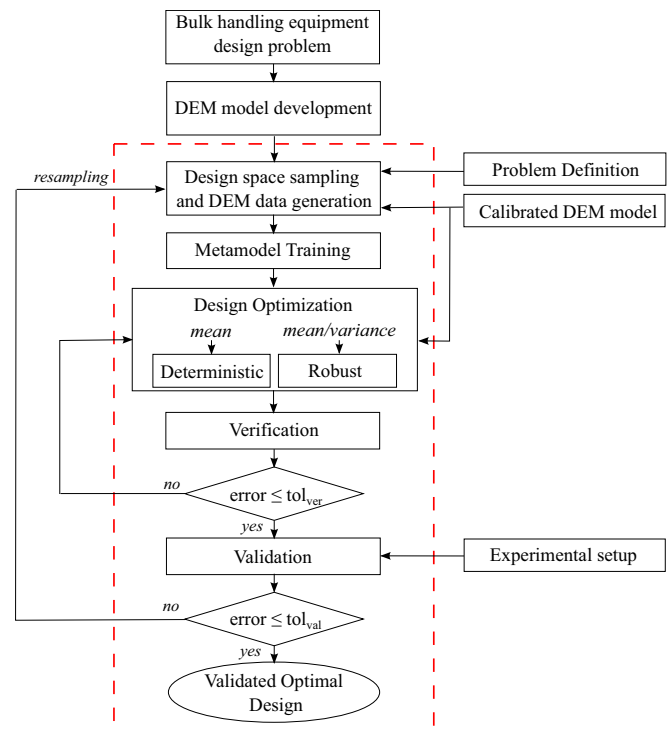 Bulk handling equipment
design problem
DEM model development
resampling
Design space sampling
and DEM data generation
Problem Definition
Calibrated DEM model
Metamodel Training
Design Optimization
mean
mean/variance
Deterministic
Robust
Verification
no
error ≤ tol_ver
yes
Validation
Experimental setup
no
error ≤ tol_val
yes
Validated Optimal
Design